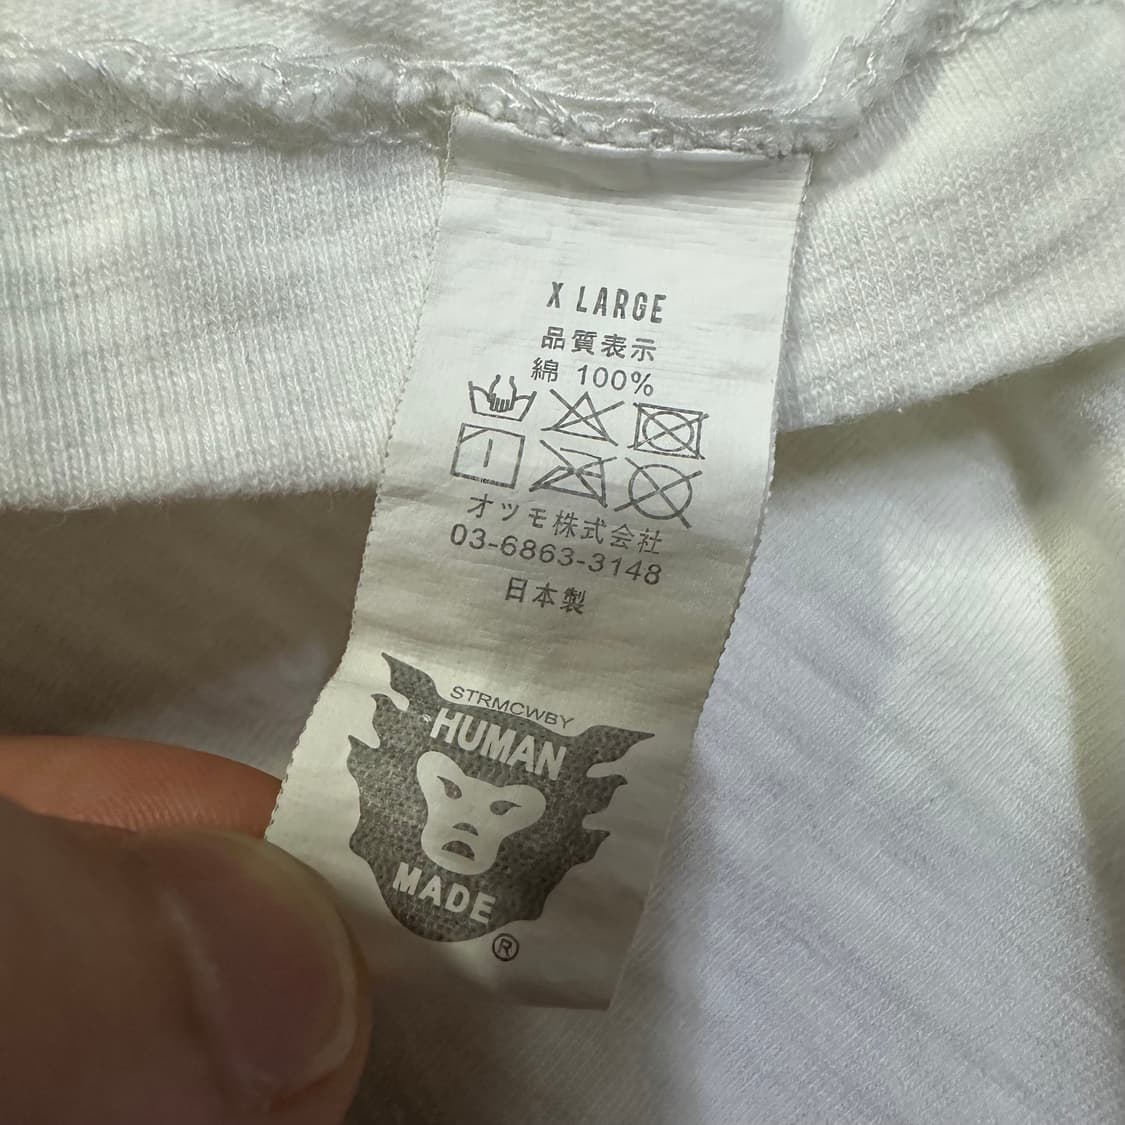 X LARGE
品質表示
綿 100%
オツモ株式会社
03-6863-3148
日本製
STRMCWBY
HUMAN
MADE
®